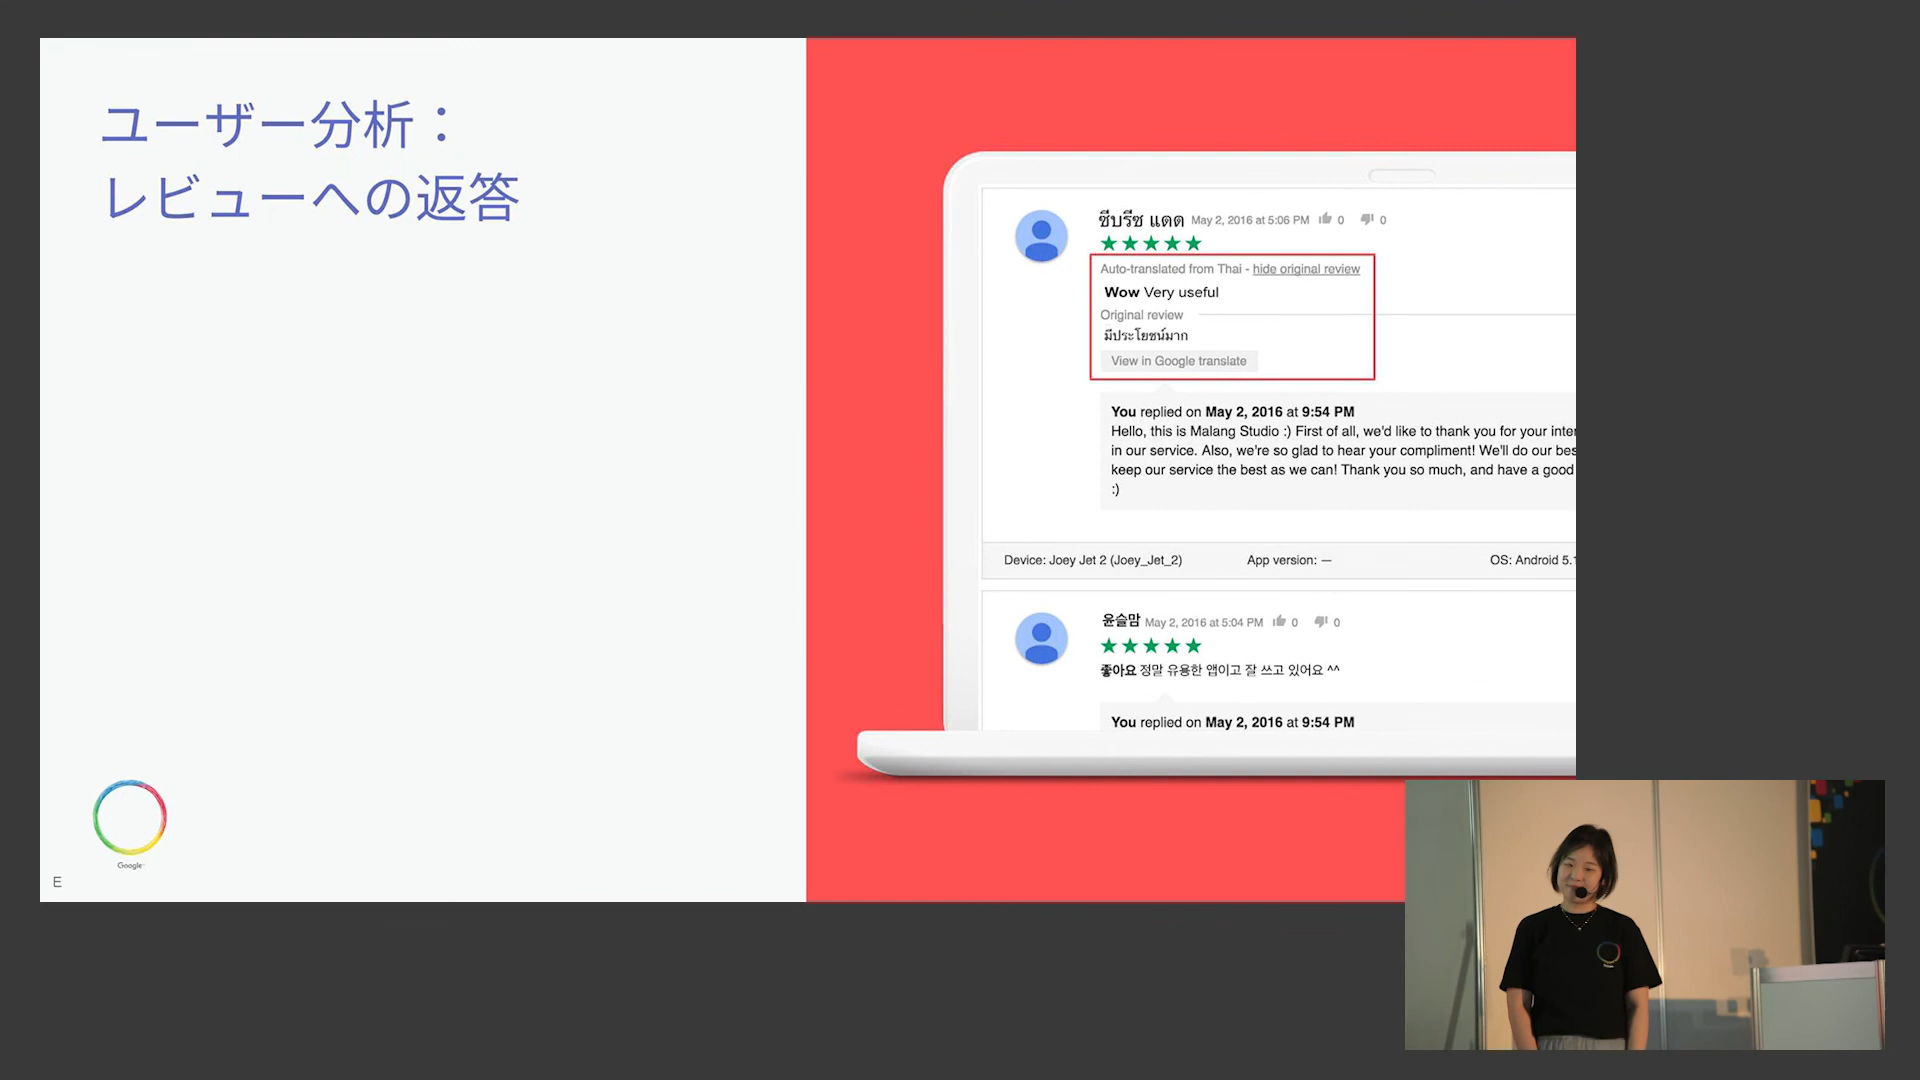 ユーザー分析：
レビューへの返答
ซีบรีซ แดด May 2, 2016 at 5:06 PM 0 0
Auto-translated from Thai - hide original review
Wow Very useful
Original review
มีประโยชน์มาก
View in Google translate
You replied on May 2, 2016 at 9:54 PM
Hello, this is Malang Studio :) First of all, we'd like to thank you for your
in our service. Also, we're so glad to hear your compliment! We'll do our
keep our service the best as we can! Thank you so much, and have a good
:)
Device: Joey Jet 2 (Joey_Jet_2) App version: — OS: Android 5.1
윤슬맘 May 2, 2016 at 5:04 PM 0 0
좋아요 정말 유용한 앱이고 잘 쓰고 있어요 ^^
You replied on May 2, 2016 at 9:54 PM
Google
E